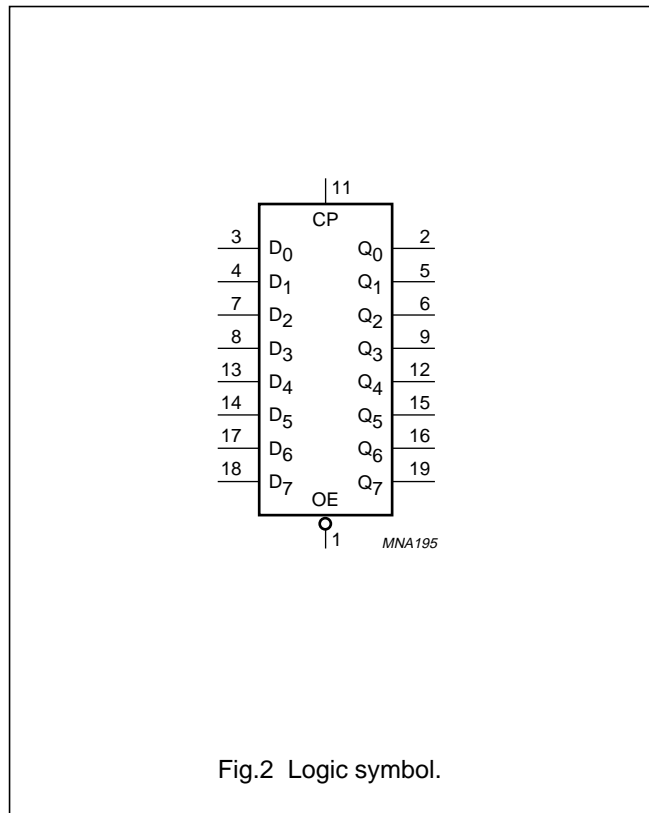 11
CP
3 D0 Q0 2
4 D1 Q1 5
7 D2 Q2 6
8 D3 Q3 9
13 D4 Q4 12
14 D5 Q5 15
17 D6 Q6 16
18 D7 Q7 19
OE
1 MNA195
Fig.2 Logic symbol.